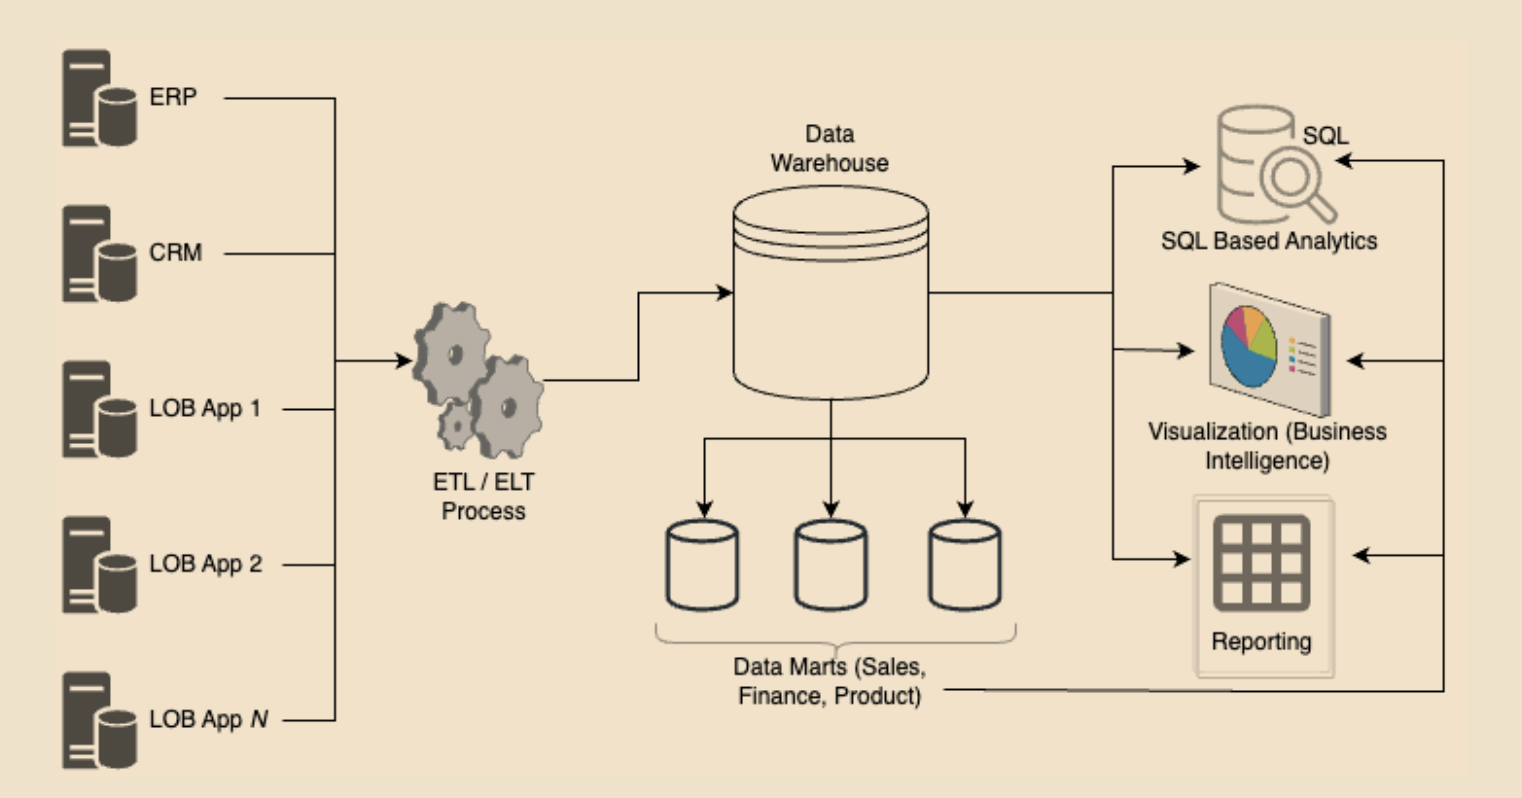 ERP
CRM
LOB App 1
LOB App 2
LOB App N
ETL / ELT
Process
Data
Warehouse
Data Marts (Sales,
Finance, Product)
SQL
SQL Based Analytics
Visualization (Business
Intelligence)
Reporting